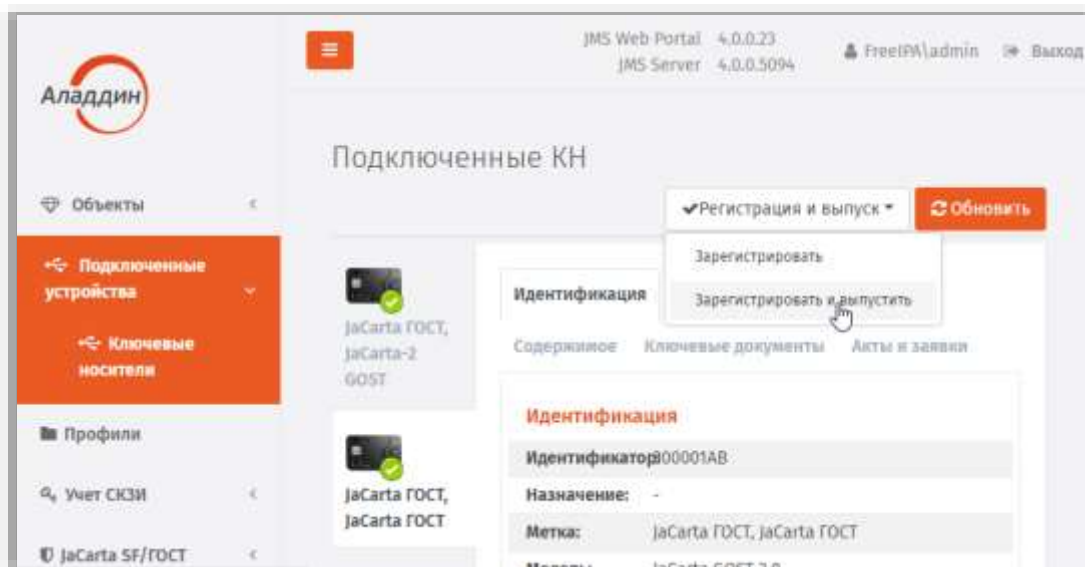 Аладдин
JMS Web Portal 4.0.0.23
JMS Server 4.0.0.5094
FreeIPA\admin
Выход
Подключенные КН
Регистрация и выпуск
Обновить
Зарегистрировать
Зарегистрировать и выпустить
Объекты
Подключенные
устройства
Ключевые
носители
Профили
Учет СКЗИ
JaCarta SF/ГОСТ
JaCarta ГОСТ,
JaCarta-2
GOST
JaCarta ГОСТ,
JaCarta ГОСТ
Идентификация
Содержимое Ключевые документы Акты и заявки
Идентификация
Идентификатор: 300001AB
Назначение: -
Метка: JaCarta ГОСТ, JaCarta ГОСТ